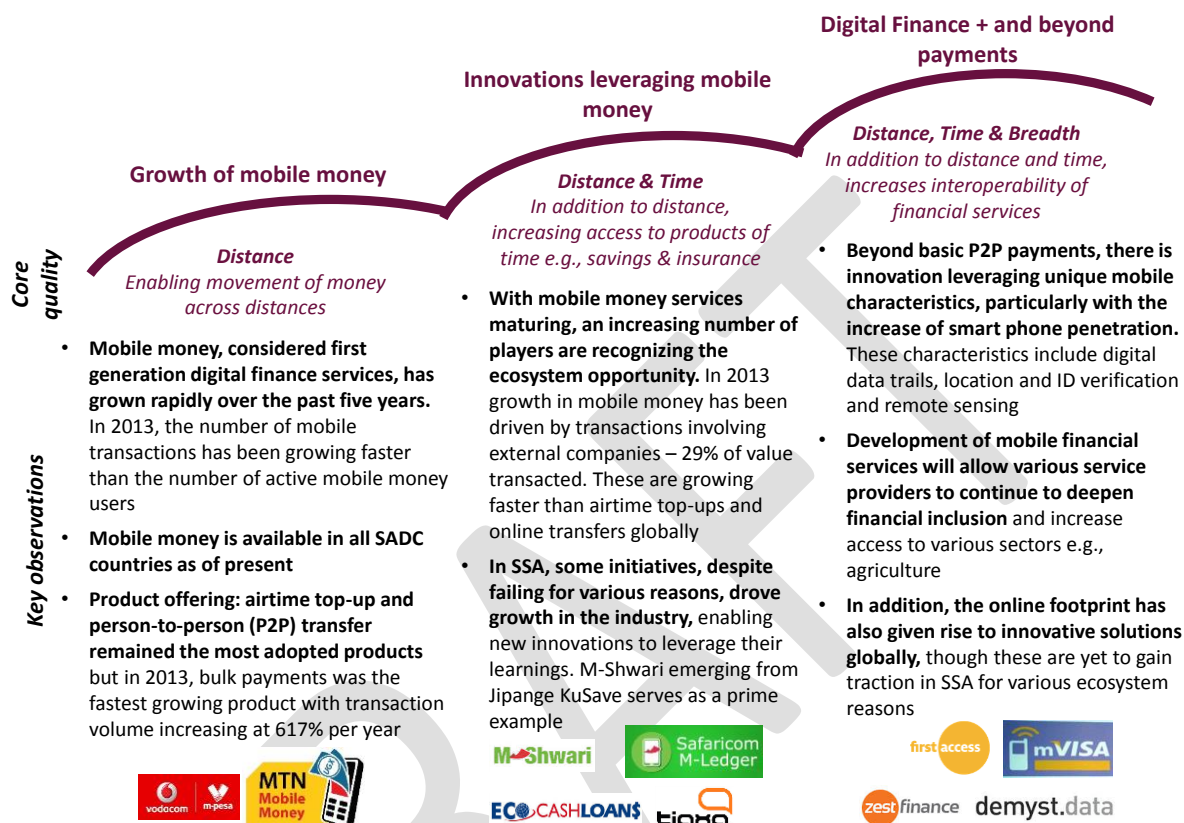 Growth of mobile money
Distance
Enabling movement of money
across distances
Core
quality
Key observations
• Mobile money, considered first
generation digital finance services, has
grown rapidly over the past five years.
In 2013, the number of mobile
transactions has been growing faster
than the number of active mobile money
users
• Mobile money is available in all SADC
countries as of present
• Product offering: airtime top-up and
person-to-person (P2P) transfer
remained the most adopted products
but in 2013, bulk payments was the
fastest growing product with transaction
volume increasing at 617% per year
vodacom
m-pesa
MTN
Mobile
Money
UGX
Innovations leveraging mobile
money
Distance & Time
In addition to distance,
increasing access to products of
time e.g., savings & insurance
• With mobile money services
maturing, an increasing number of
players are recognizing the
ecosystem opportunity. In 2013
growth in mobile money has been
driven by transactions involving
external companies – 29% of value
transacted. These are growing
faster than airtime top-ups and
online transfers globally
• In SSA, some initiatives, despite
failing for various reasons, drove
growth in the industry, enabling
new innovations to leverage their
learnings. M-Shwari emerging from
Jipange KuSave serves as a prime
example
M-Shwari
Safaricom
M-Ledger
ECOCASHLOAN$
Digital Finance + and beyond
payments
Distance, Time & Breadth
In addition to distance and time,
increases interoperability of
financial services
• Beyond basic P2P payments, there is
innovation leveraging unique mobile
characteristics, particularly with the
increase of smart phone penetration.
These characteristics include digital
data trails, location and ID verification
and remote sensing
• Development of mobile financial
services will allow various service
providers to continue to deepen
financial inclusion and increase
access to various sectors e.g.,
agriculture
• In addition, the online footprint has
also given rise to innovative solutions
globally, though these are yet to gain
traction in SSA for various ecosystem
reasons
first access
mVISA
zestfinance
demyst.data
DRAFT